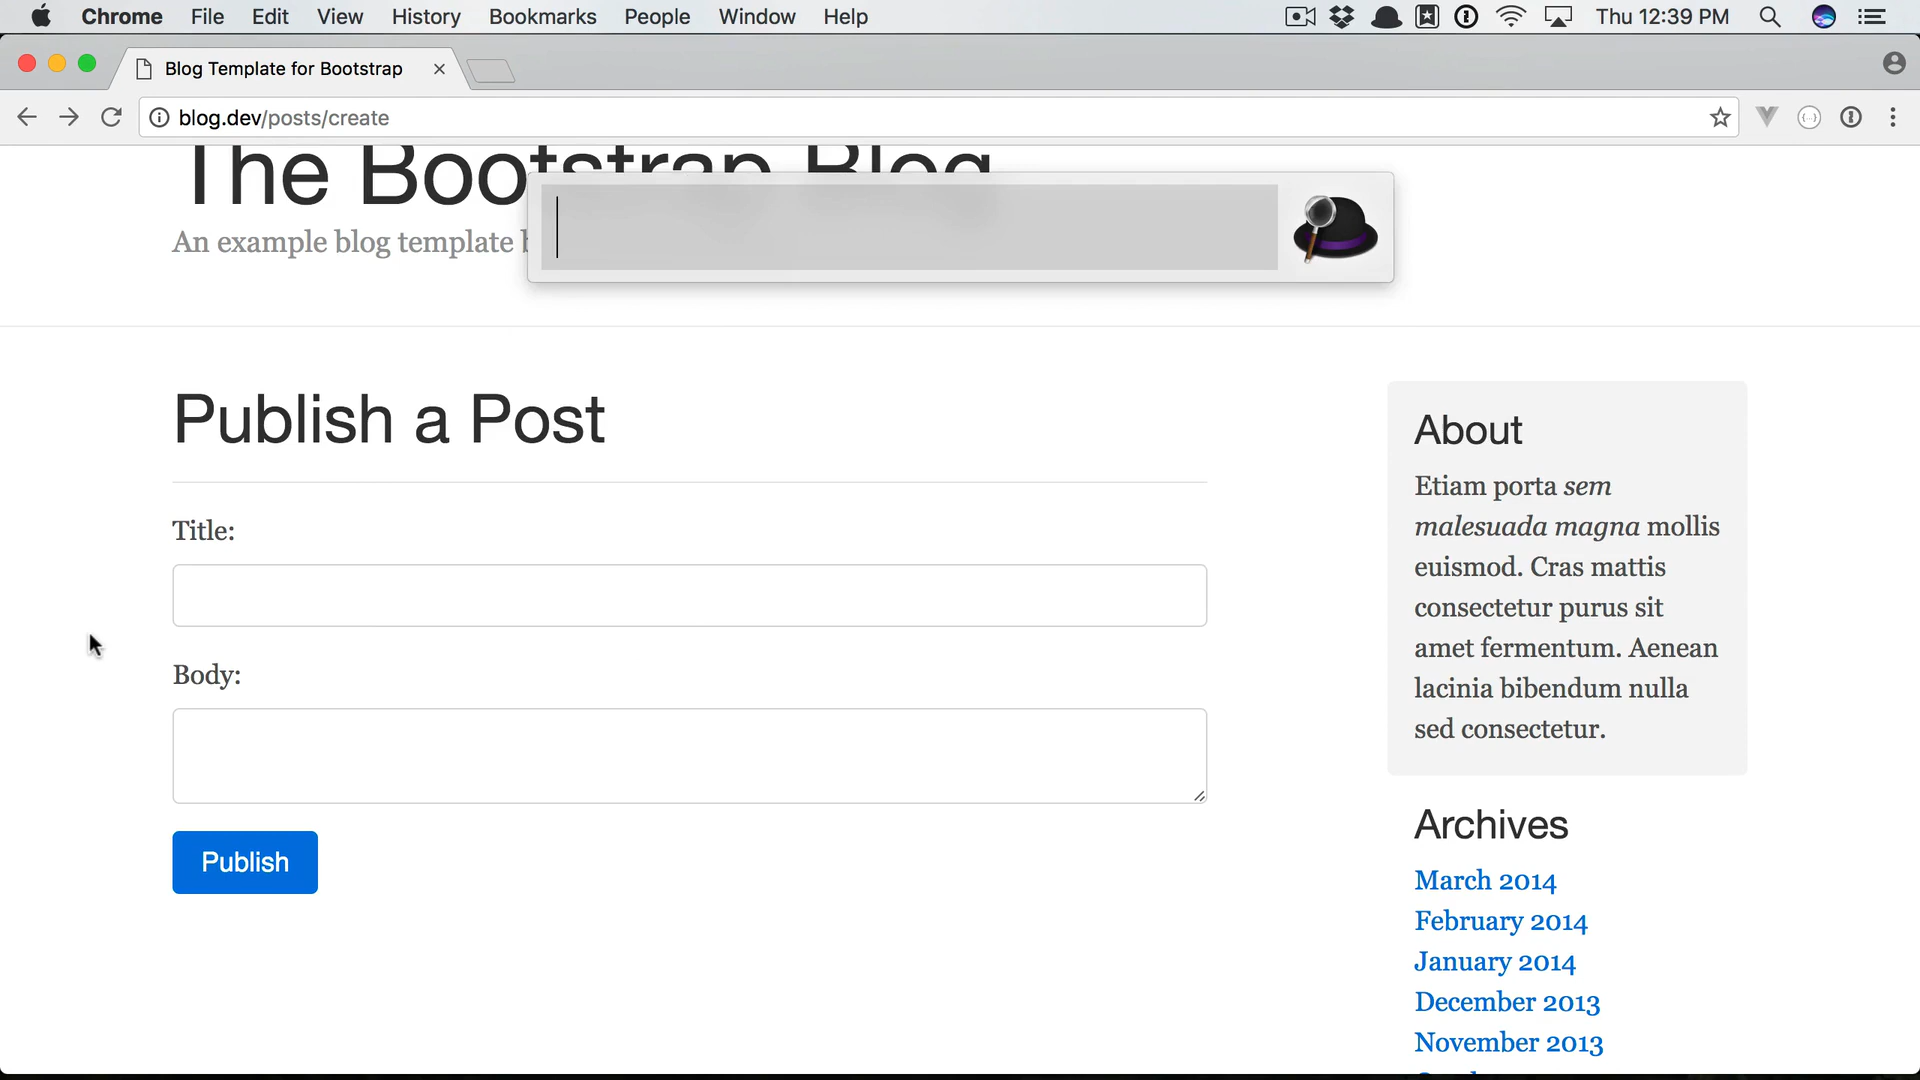 Chrome File Edit View History Bookmarks People Window Help Thu 12:39 PM
Blog Template for Bootstrap
blog.dev/posts/create
The Bootstrap Blog
An example blog template
Publish a Post
Title:
Body:
Publish
About
Etiam porta sem
malesuada magna mollis
euismod. Cras mattis
consectetur purus sit
amet fermentum. Aenean
lacinia bibendum nulla
sed consectetur.
Archives
March 2014
February 2014
January 2014
December 2013
November 2013